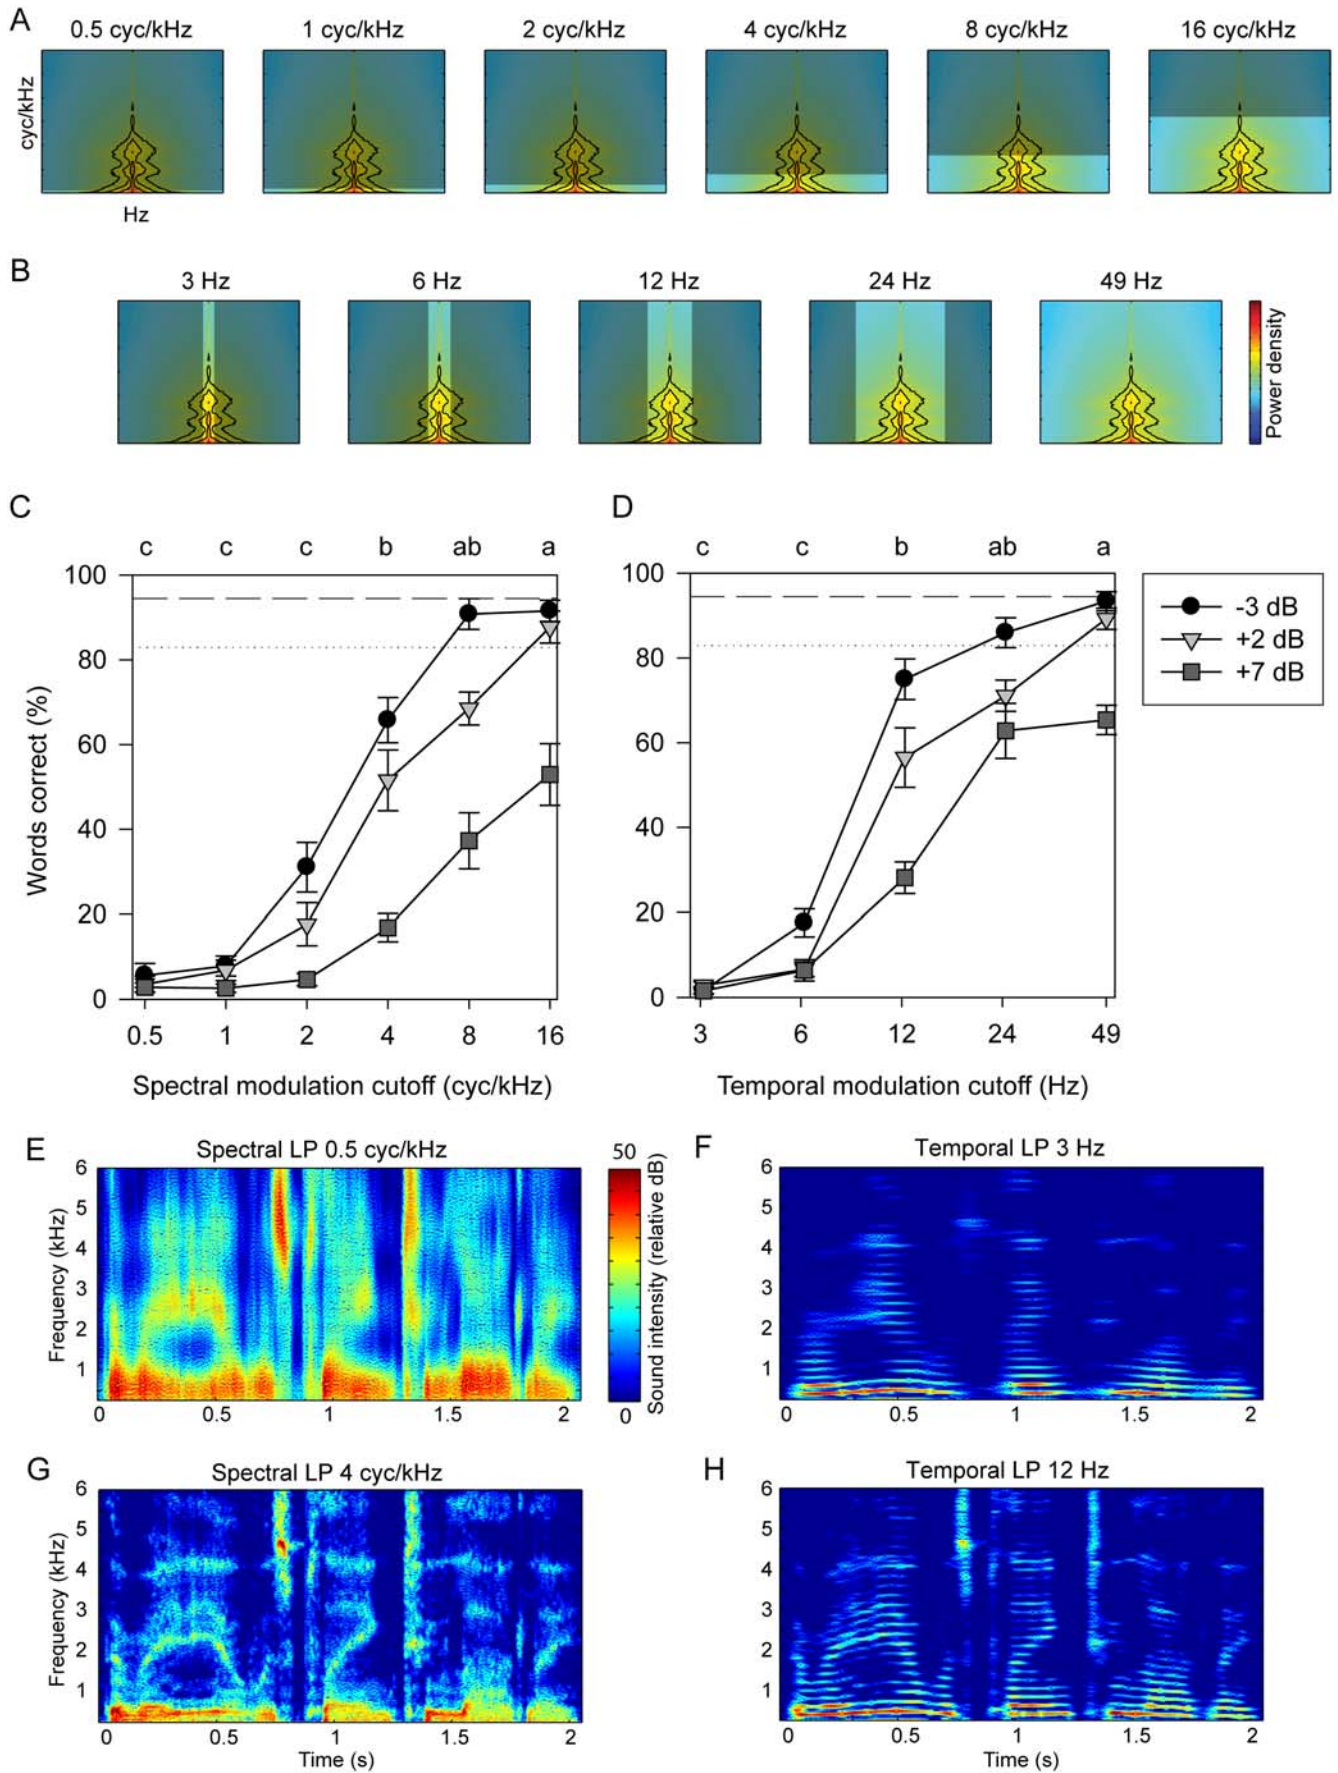 A
0.5 cyc/kHz 1 cyc/kHz 2 cyc/kHz 4 cyc/kHz 8 cyc/kHz 16 cyc/kHz
cyc/kHz
Hz
B
3 Hz 6 Hz 12 Hz 24 Hz 49 Hz
Power density
C
c c c b ab a
100
80
60
40
20
0
Words correct (%)
0.5 1 2 4 8 16
Spectral modulation cutoff (cyc/kHz)
D
c c b ab a
100
80
60
40
20
0
3 6 12 24 49
Temporal modulation cutoff (Hz)
-3 dB
+2 dB
+7 dB
E
Spectral LP 0.5 cyc/kHz
6
5
4
3
2
1
Frequency (kHz)
0 0.5 1 1.5 2
50
0
Sound intensity (relative dB)
F
Temporal LP 3 Hz
6
5
4
3
2
1
0 0.5 1 1.5 2
G
Spectral LP 4 cyc/kHz
6
5
4
3
2
1
Frequency (kHz)
0 0.5 1 1.5 2
Time (s)
H
Temporal LP 12 Hz
6
5
4
3
2
1
0 0.5 1 1.5 2
Time (s)